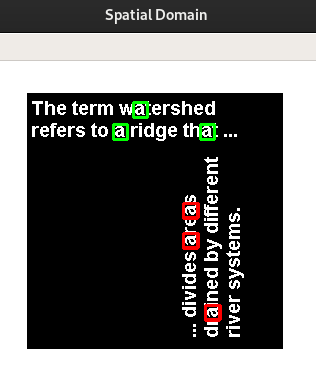 Spatial Domain
The term watershed
refers to a ridge that ...
... divides areas
drained by different
river systems.